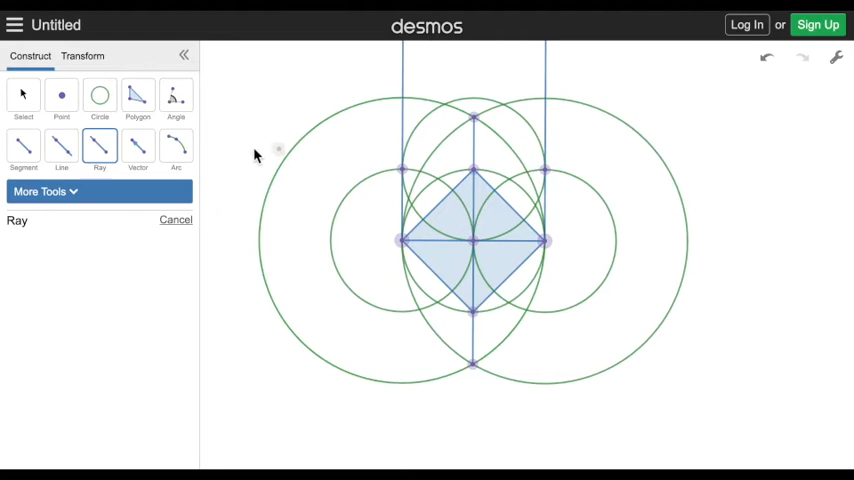 Untitled
desmos
Log In or Sign Up
Construct Transform
Select Point Circle Polygon Angle
Segment Line Ray Vector Arc
More Tools
Ray Cancel